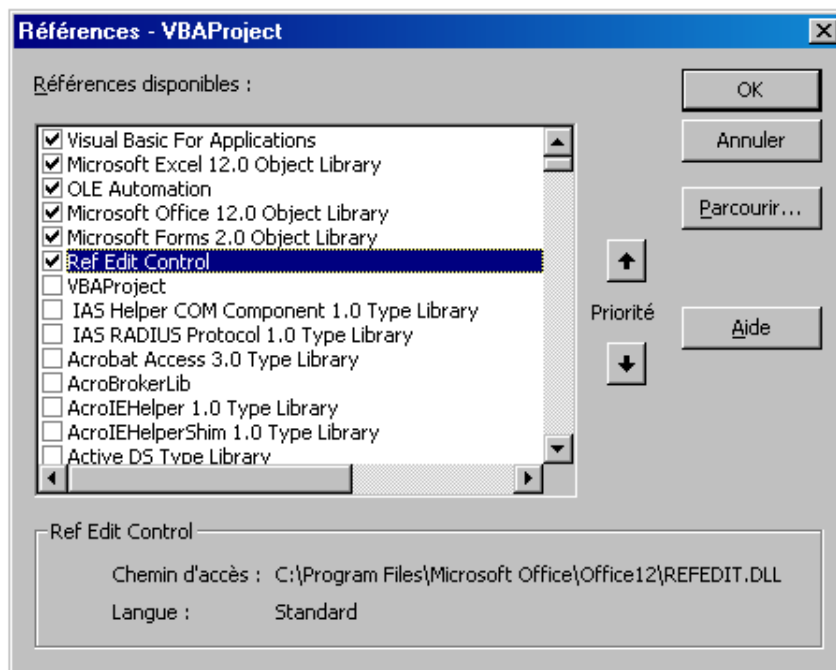 Références - VBAProject
Références disponibles :
OK
Annuler
Parcourir...
Aide
Visual Basic For Applications
Microsoft Excel 12.0 Object Library
OLE Automation
Microsoft Office 12.0 Object Library
Microsoft Forms 2.0 Object Library
Ref Edit Control
VBAProject
IAS Helper COM Component 1.0 Type Library
IAS RADIUS Protocol 1.0 Type Library
Acrobat Access 3.0 Type Library
AcroBrokerLib
AcroIEHelper 1.0 Type Library
AcroIEHelperShim 1.0 Type Library
Active DS Type Library
Priorité
Ref Edit Control
Chemin d'accès : C:\Program Files\Microsoft Office\Office12\REFEDIT.DLL
Langue : Standard